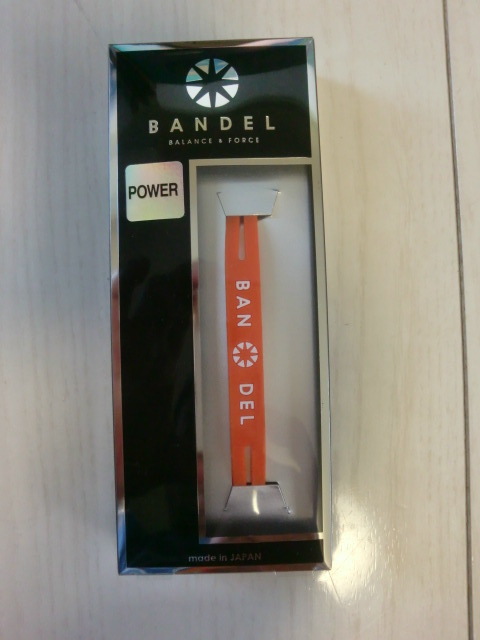 BANDEL
BALANCE & FORCE
POWER
BAN DEL
made in JAPAN